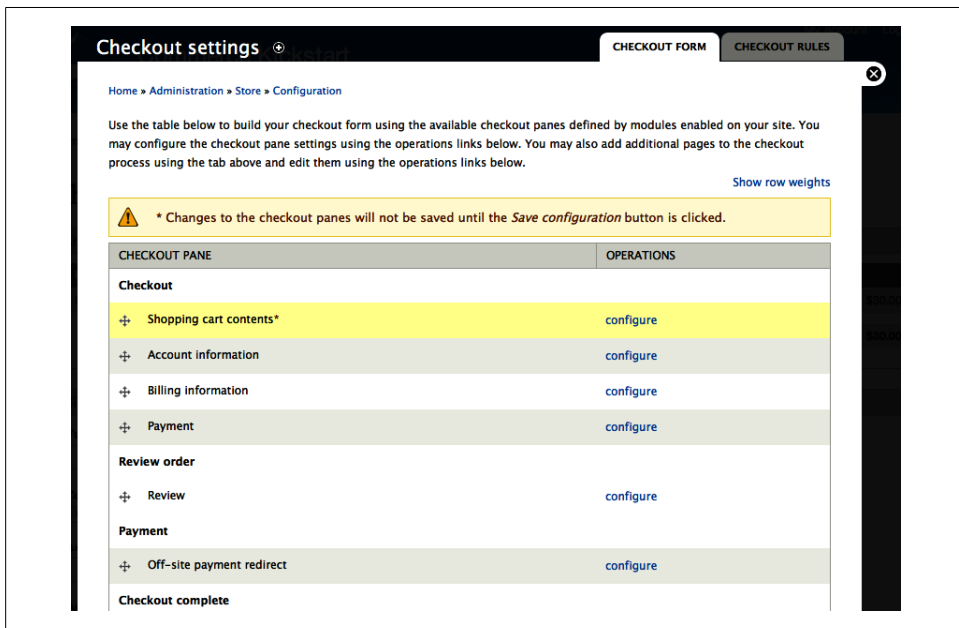 Checkout settings
CHECKOUT FORM
CHECKOUT RULES
Home » Administration » Store » Configuration
Use the table below to build your checkout form using the available checkout panes defined by modules enabled on your site. You
may configure the checkout pane settings using the operations links below. You may also add additional pages to the checkout
process using the tab above and edit them using the operations links below.
Show row weights
* Changes to the checkout panes will not be saved until the Save configuration button is clicked.
CHECKOUT PANE OPERATIONS
Checkout
Shopping cart contents* configure
Account information configure
Billing information configure
Payment configure
Review order
Review configure
Payment
Off-site payment redirect configure
Checkout complete